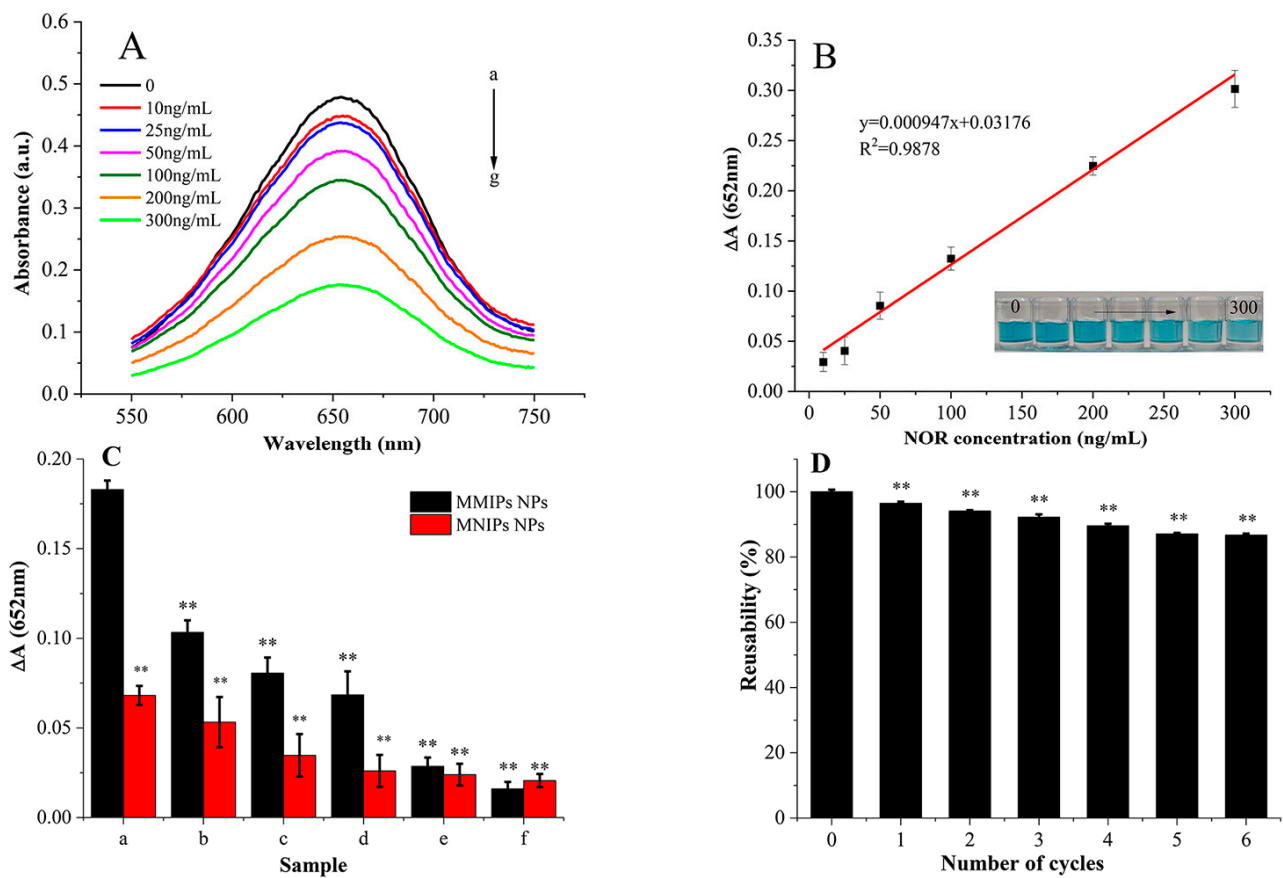 A
0.6
0.5
0.4
0.3
0.2
0.1
0.0
Absorbance (a.u.)
0
10ng/mL
25ng/mL
50ng/mL
100ng/mL
200ng/mL
300ng/mL
a
g
550
600
650
700
750
Wavelength (nm)
B
0.35
0.30
0.25
0.20
0.15
0.10
0.05
0.00
ΔA (652nm)
y=0.000947x+0.03176
R²=0.9878
0
300
0
50
100
150
200
250
300
NOR concentration (ng/mL)
C
0.20
0.15
0.10
0.05
0.00
ΔA (652nm)
MMIPs NPs
MNIPs NPs
**
**
**
**
**
**
**
**
**
**
**
a
b
c
d
e
f
Sample
D
100
80
60
40
20
0
Reusability (%)
**
**
**
**
**
**
0
1
2
3
4
5
6
Number of cycles